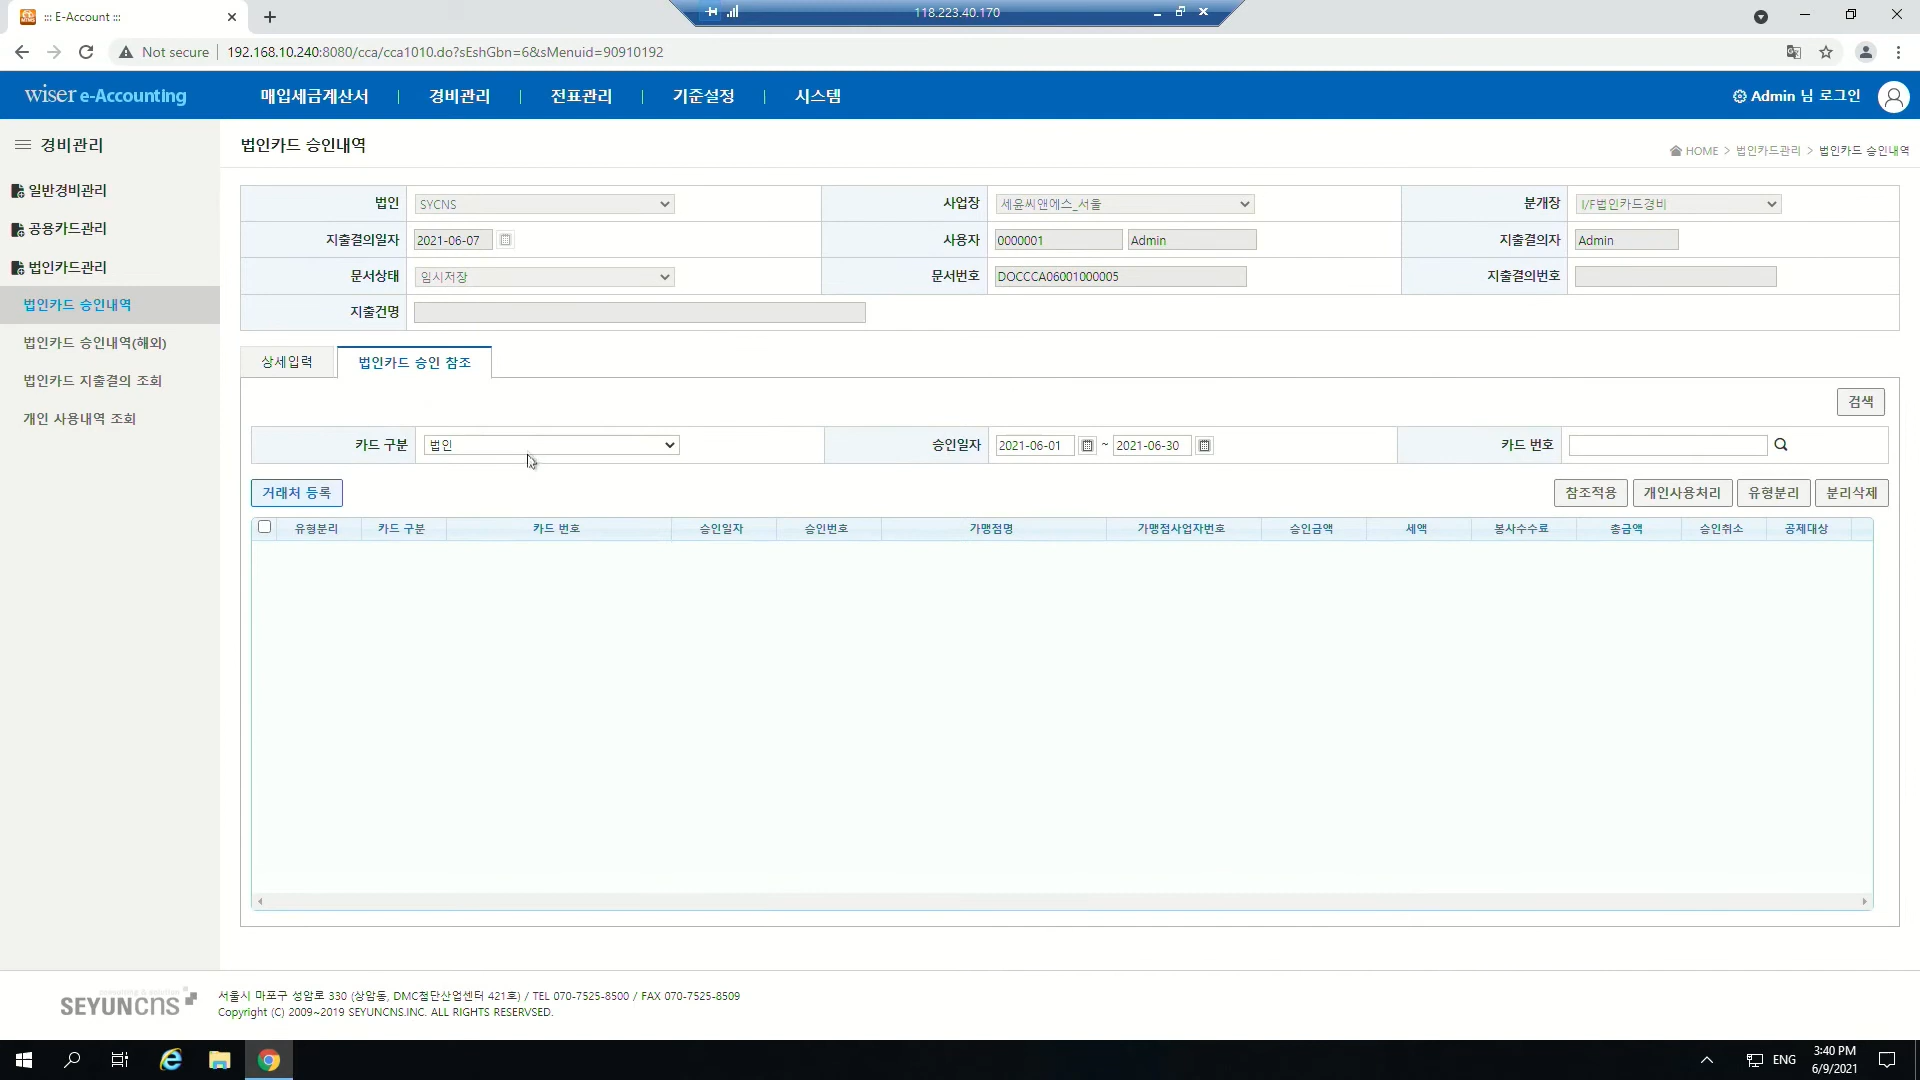 ::: E-Account :::
118.223.40.170
Not secure
192.168.10.240:8080/cca/cca1010.do?sEshGbn=6&sMenuid=90910192
wiser e-Accounting
매입세금계산서 | 경비관리 | 전표관리 | 기준설정 | 시스템
Admin 님 로그인
경비관리
일반경비관리
공용카드관리
법인카드관리
법인카드 승인내역
법인카드 승인내역(해외)
법인카드 지출결의 조회
개인 사용내역 조회
법인카드 승인내역
HOME > 법인카드관리 > 법인카드 승인내역
법인 SYCNS 사업장 세윤씨앤에스_서울 분개장 I/F법인카드경비
지출결의일자 2021-06-07 사용자 0000001 Admin 지출결의자 Admin
문서상태 임시저장 문서번호 DOCCCA06001000005 지출결의번호
지출건명
상세입력 법인카드 승인 참조
검색
카드 구분 법인 승인일자 2021-06-01 ~ 2021-06-30 카드 번호
거래처 등록 참조적용 개인사용처리 유형분리 분리삭제
유형분리 카드 구분 카드 번호 승인일자 승인번호 가맹점명 가맹점사업자번호 승인금액 세액 봉사수수료 총금액 승인취소 공제대상
SEYUNCNS
서울시 마포구 성암로 330 (상암동, DMC첨단산업센터 421호) / TEL 070-7525-8500 / FAX 070-7525-8509
Copyright (C) 2009~2019 SEYUNCNS.INC. ALL RIGHTS RESERVSED.
ENG
3:40 PM
6/9/2021